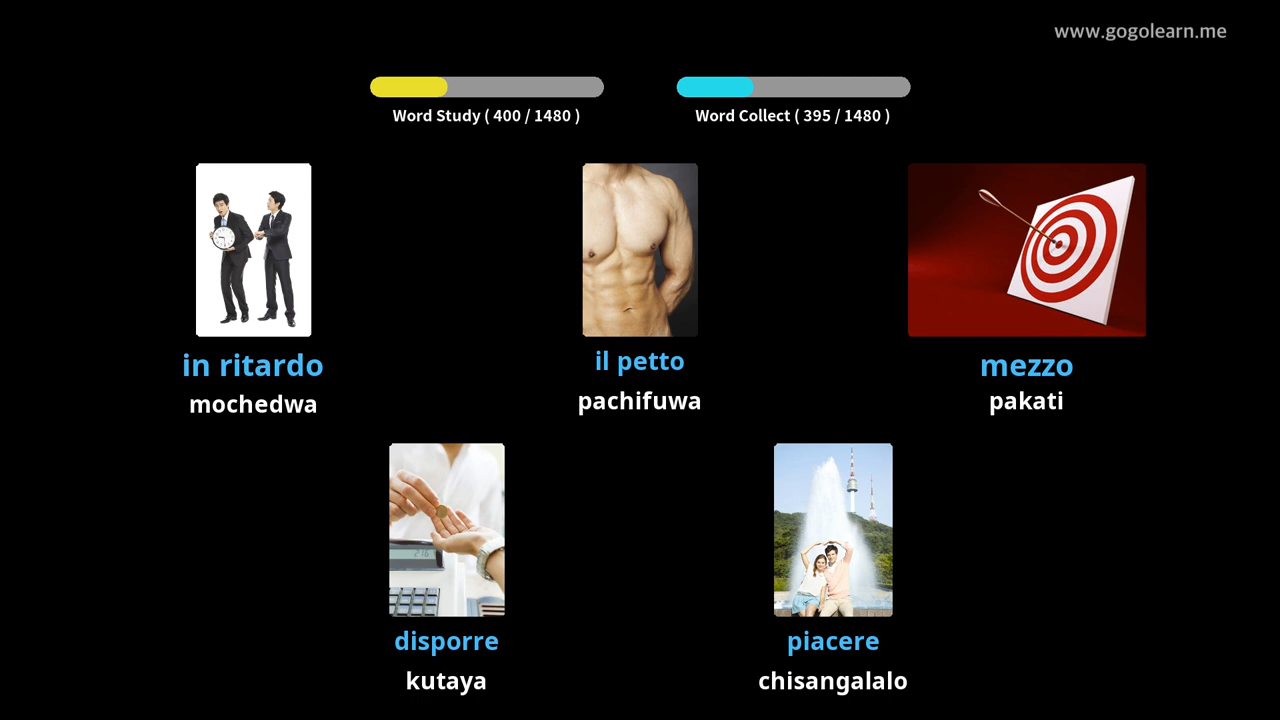 www.gogolearn.me
Word Study ( 400 / 1480 )
Word Collect ( 395 / 1480 )
in ritardo
mochedwa
il petto
pachifuwa
mezzo
pakati
disporre
kutaya
piacere
chisangalalo